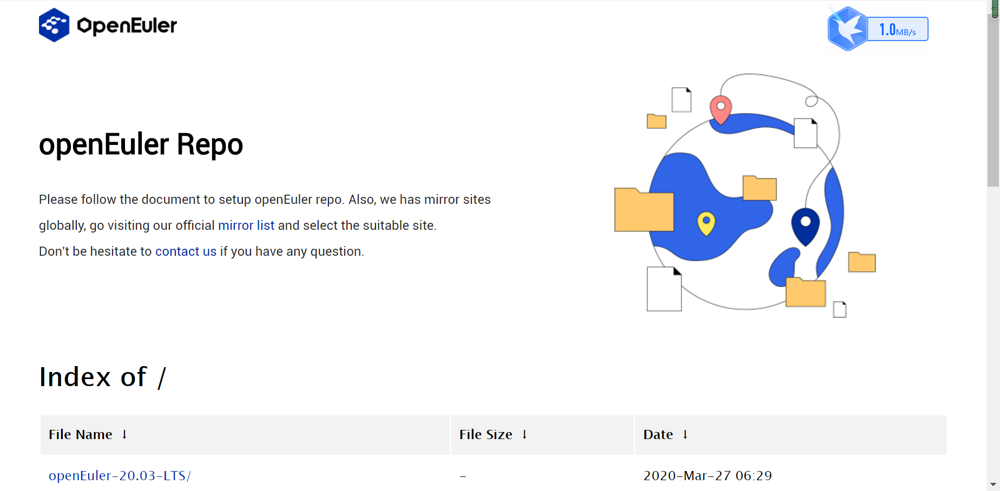 OpenEuler
1.0MB/s
openEuler Repo
Please follow the document to setup openEuler repo. Also, we has mirror sites
globally, go visiting our official mirror list and select the suitable site.
Don't be hesitate to contact us if you have any question.
Index of /
File Name ↓ File Size ↓ Date ↓
openEuler-20.03-LTS/ - 2020-Mar-27 06:29